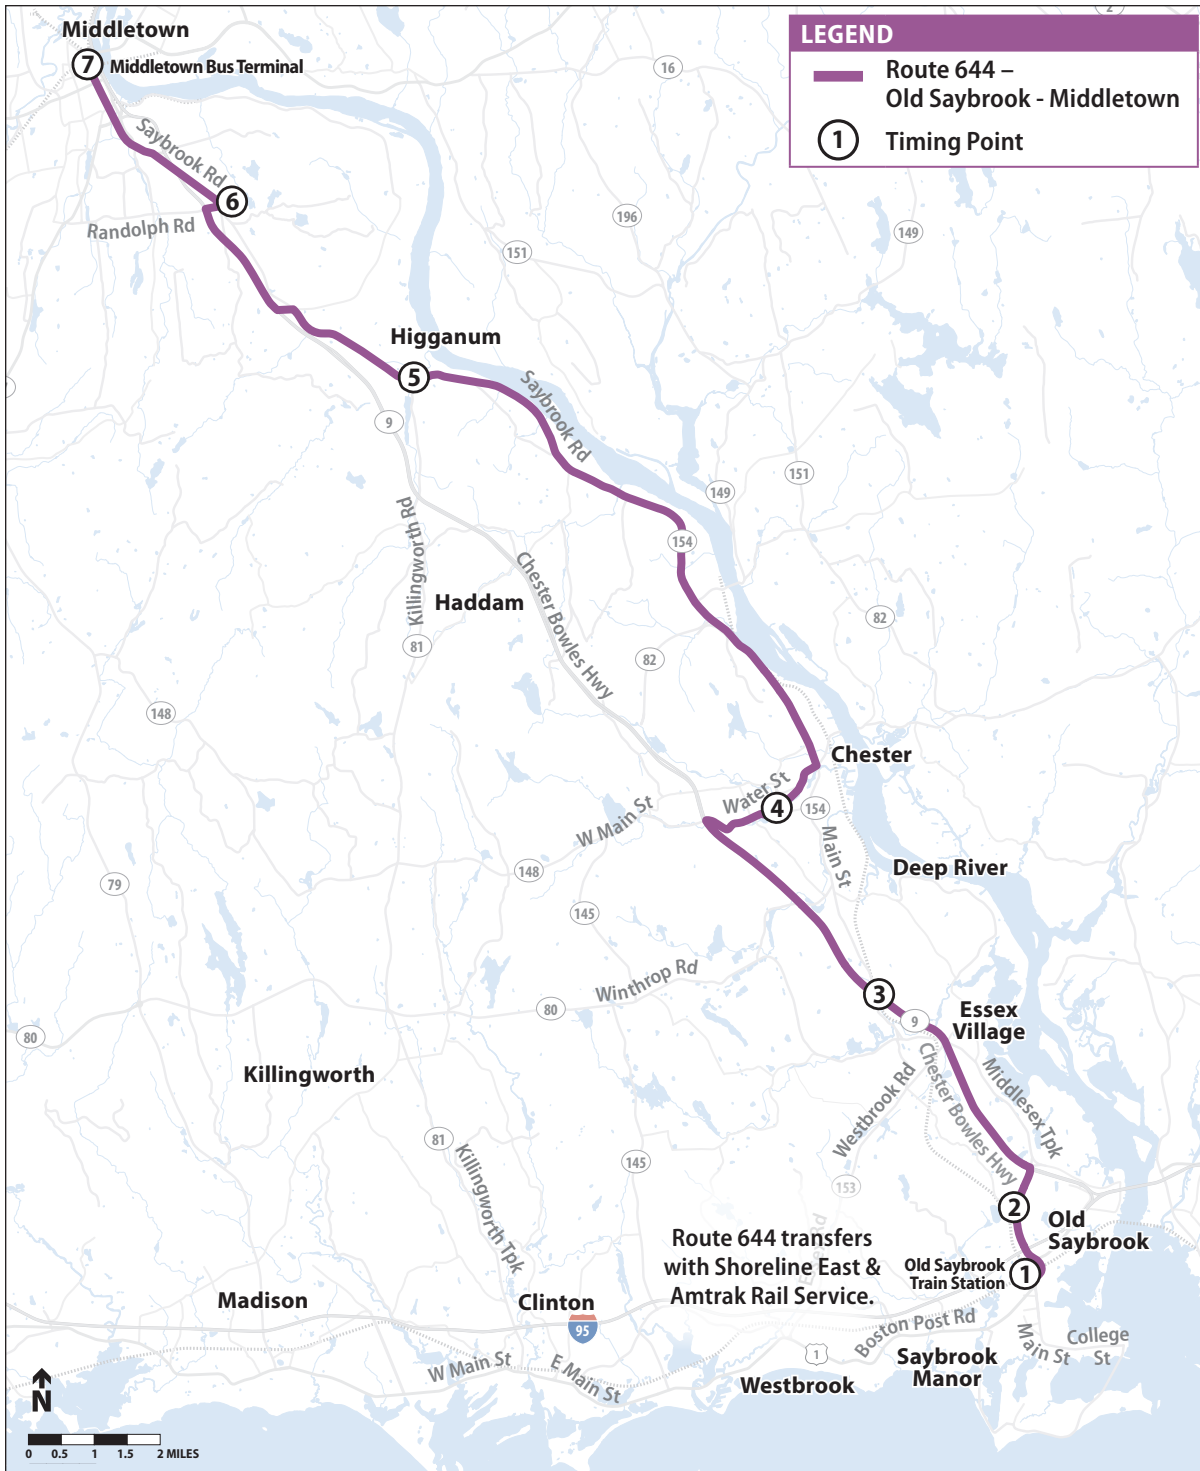 Middletown
7
Middletown Bus Terminal
LEGEND
Route 644 –
Old Saybrook - Middletown
1
Timing Point
2
16
Saybrook Rd
6
Randolph Rd
196
149
151
Higganum
5
9
Saybrook Rd
151
149
154
Killingworth Rd
Chester Bowles Hwy
Haddam
82
81
82
148
Chester
Water St
4
154
W Main St
Main St
Deep River
148
79
145
Winthrop Rd
3
80
9
Essex
Village
80
Killingworth
Westbrook Rd
Chester Bowles Hwy
Middlesex Tpk
81
Killingworth Tpk
145
153
2
Old
Saybrook
Route 644 transfers
with Shoreline East &
Amtrak Rail Service.
Rd
Old Saybrook
Train Station
1
Madison
Clinton
95
Boston Post Rd
1
W Main St
E Main St
Westbrook
Saybrook
Manor
Main St
College
St
N
0 0.5 1 1.5 2 MILES